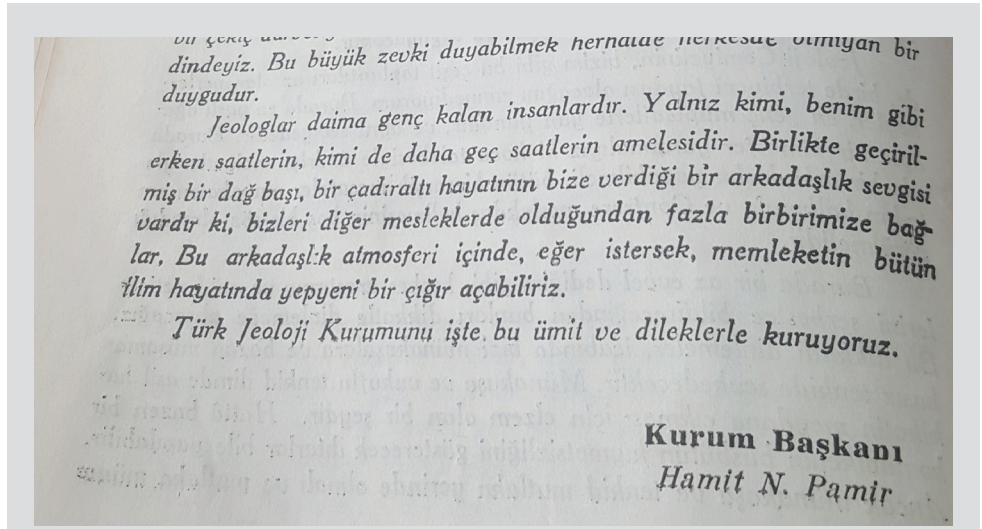 bir çekiç
dindeyiz. Bu büyük zevki duyabilmek herhalde herkesde olmıyan bir
duygudur.
Jeologlar daima genç kalan insanlardır. Yalnız kimi, benim gibi
erken saatlerin, kimi de daha geç saatlerin amelesidir. Birlikte geçiril-
miş bir dağ başı, bir çadıraltı hayatının bize verdiği bir arkadaşlık sevgisi
vardır ki, bizleri diğer mesleklerde olduğundan fazla birbirimize bağ-
lar, Bu arkadaşlık atmosferi içinde, eğer istersek, memleketin bütün
ilim hayatında yepyeni bir çığır açabiliriz.
Türk Jeoloji Kurumunu işte bu ümit ve dileklerle kuruyoruz.
Kurum Başkanı
Hamit N. Pamir